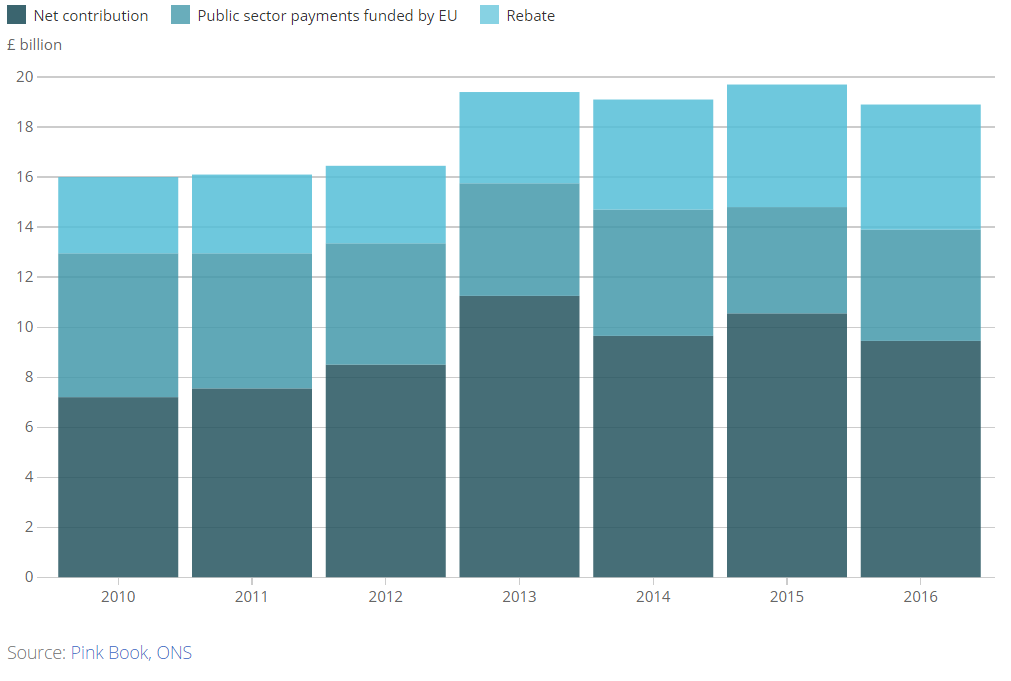 Net contribution Public sector payments funded by EU Rebate
£ billion
20
18
16
14
12
10
8
6
4
2
0
2010 2011 2012 2013 2014 2015 2016
Source: Pink Book, ONS